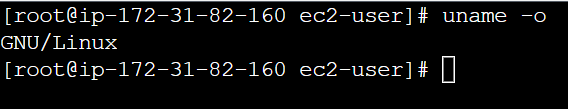 [root@ip-172-31-82-160 ec2-user]# uname -o
GNU/Linux
[root@ip-172-31-82-160 ec2-user]#